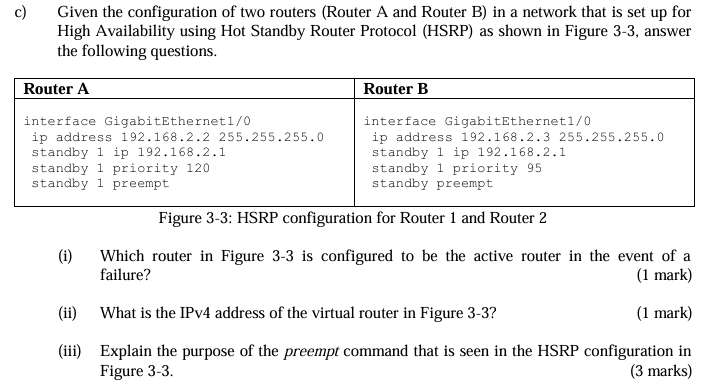 c) Given the configuration of two routers (Router A and Router B) in a network that is set up for
High Availability using Hot Standby Router Protocol (HSRP) as shown in Figure 3-3, answer
the following questions.
Router A
interface GigabitEthernet1/0
ip address 192.168.2.2 255.255.255.0
standby 1 ip 192.168.2.1
standby 1 priority 120
standby 1 preempt
Router B
interface GigabitEthernet1/0
ip address 192.168.2.3 255.255.255.0
standby 1 ip 192.168.2.1
standby 1 priority 95
standby preempt
Figure 3-3: HSRP configuration for Router 1 and Router 2
(i) Which router in Figure 3-3 is configured to be the active router in the event of a
failure? (1 mark)
(ii) What is the IPv4 address of the virtual router in Figure 3-3? (1 mark)
(iii) Explain the purpose of the preempt command that is seen in the HSRP configuration in
Figure 3-3. (3 marks)